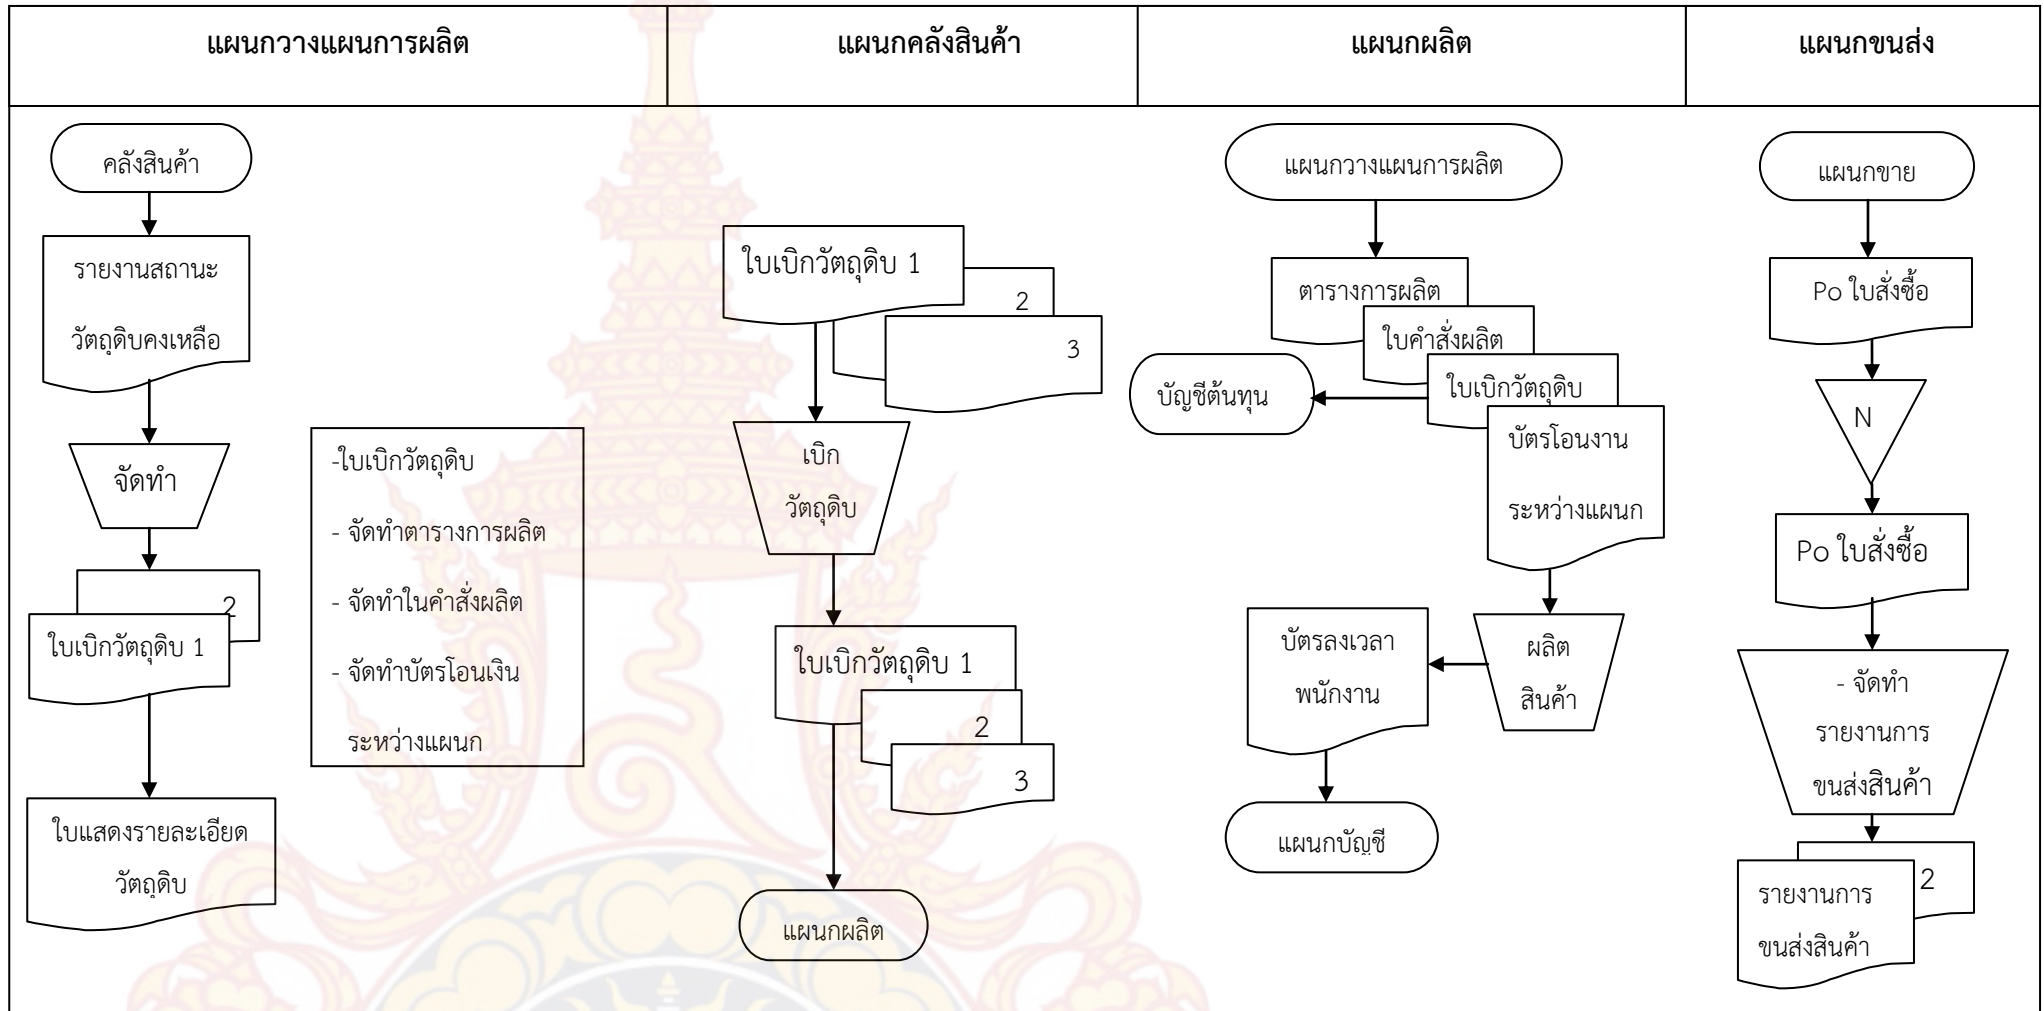 แผนกวางแผนการผลิต
แผนกคลังสินค้า
แผนกผลิต
แผนกขนส่ง
คลังสินค้า
รายงานสถานะ
วัตถุดิบคงเหลือ
จัดทำ
2
ใบเบิกวัตถุดิบ 1
ใบแสดงรายละเอียด
วัตถุดิบ
-ใบเบิกวัตถุดิบ
- จัดทำตารางการผลิต
- จัดทำในคำสั่งผลิต
- จัดทำบัตรโอนเงิน
ระหว่างแผนก
ใบเบิกวัตถุดิบ 1
2
3
เบิก
วัตถุดิบ
ใบเบิกวัตถุดิบ 1
2
3
แผนกผลิต
แผนกวางแผนการผลิต
ตารางการผลิต
ใบคำสั่งผลิต
ใบเบิกวัตถุดิบ
บัญชีต้นทุน
บัตรโอนงาน
ระหว่างแผนก
ผลิต
สินค้า
บัตรลงเวลา
พนักงาน
แผนกบัญชี
แผนกขาย
Po ใบสั่งซื้อ
N
Po ใบสั่งซื้อ
- จัดทำ
รายงานการ
ขนส่งสินค้า
2
รายงานการ
ขนส่งสินค้า